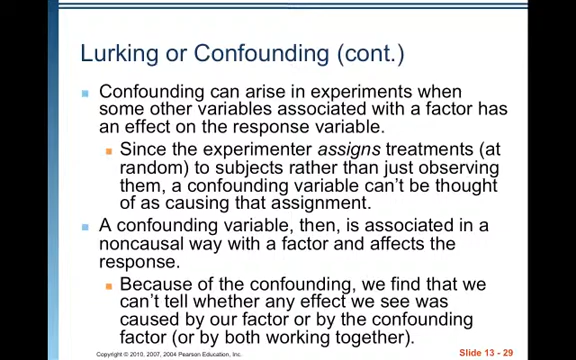 Lurking or Confounding (cont.)
Confounding can arise in experiments when
some other variables associated with a factor has
an effect on the response variable.
Since the experimenter assigns treatments (at
random) to subjects rather than just observing
them, a confounding variable can't be thought
of as causing that assignment.
A confounding variable, then, is associated in a
noncausal way with a factor and affects the
response.
Because of the confounding, we find that we
can't tell whether any effect we see was
caused by our factor or by the confounding
factor (or by both working together).
Copyright © 2010, 2007, 2004 Pearson Education, Inc.
Slide 13 - 29